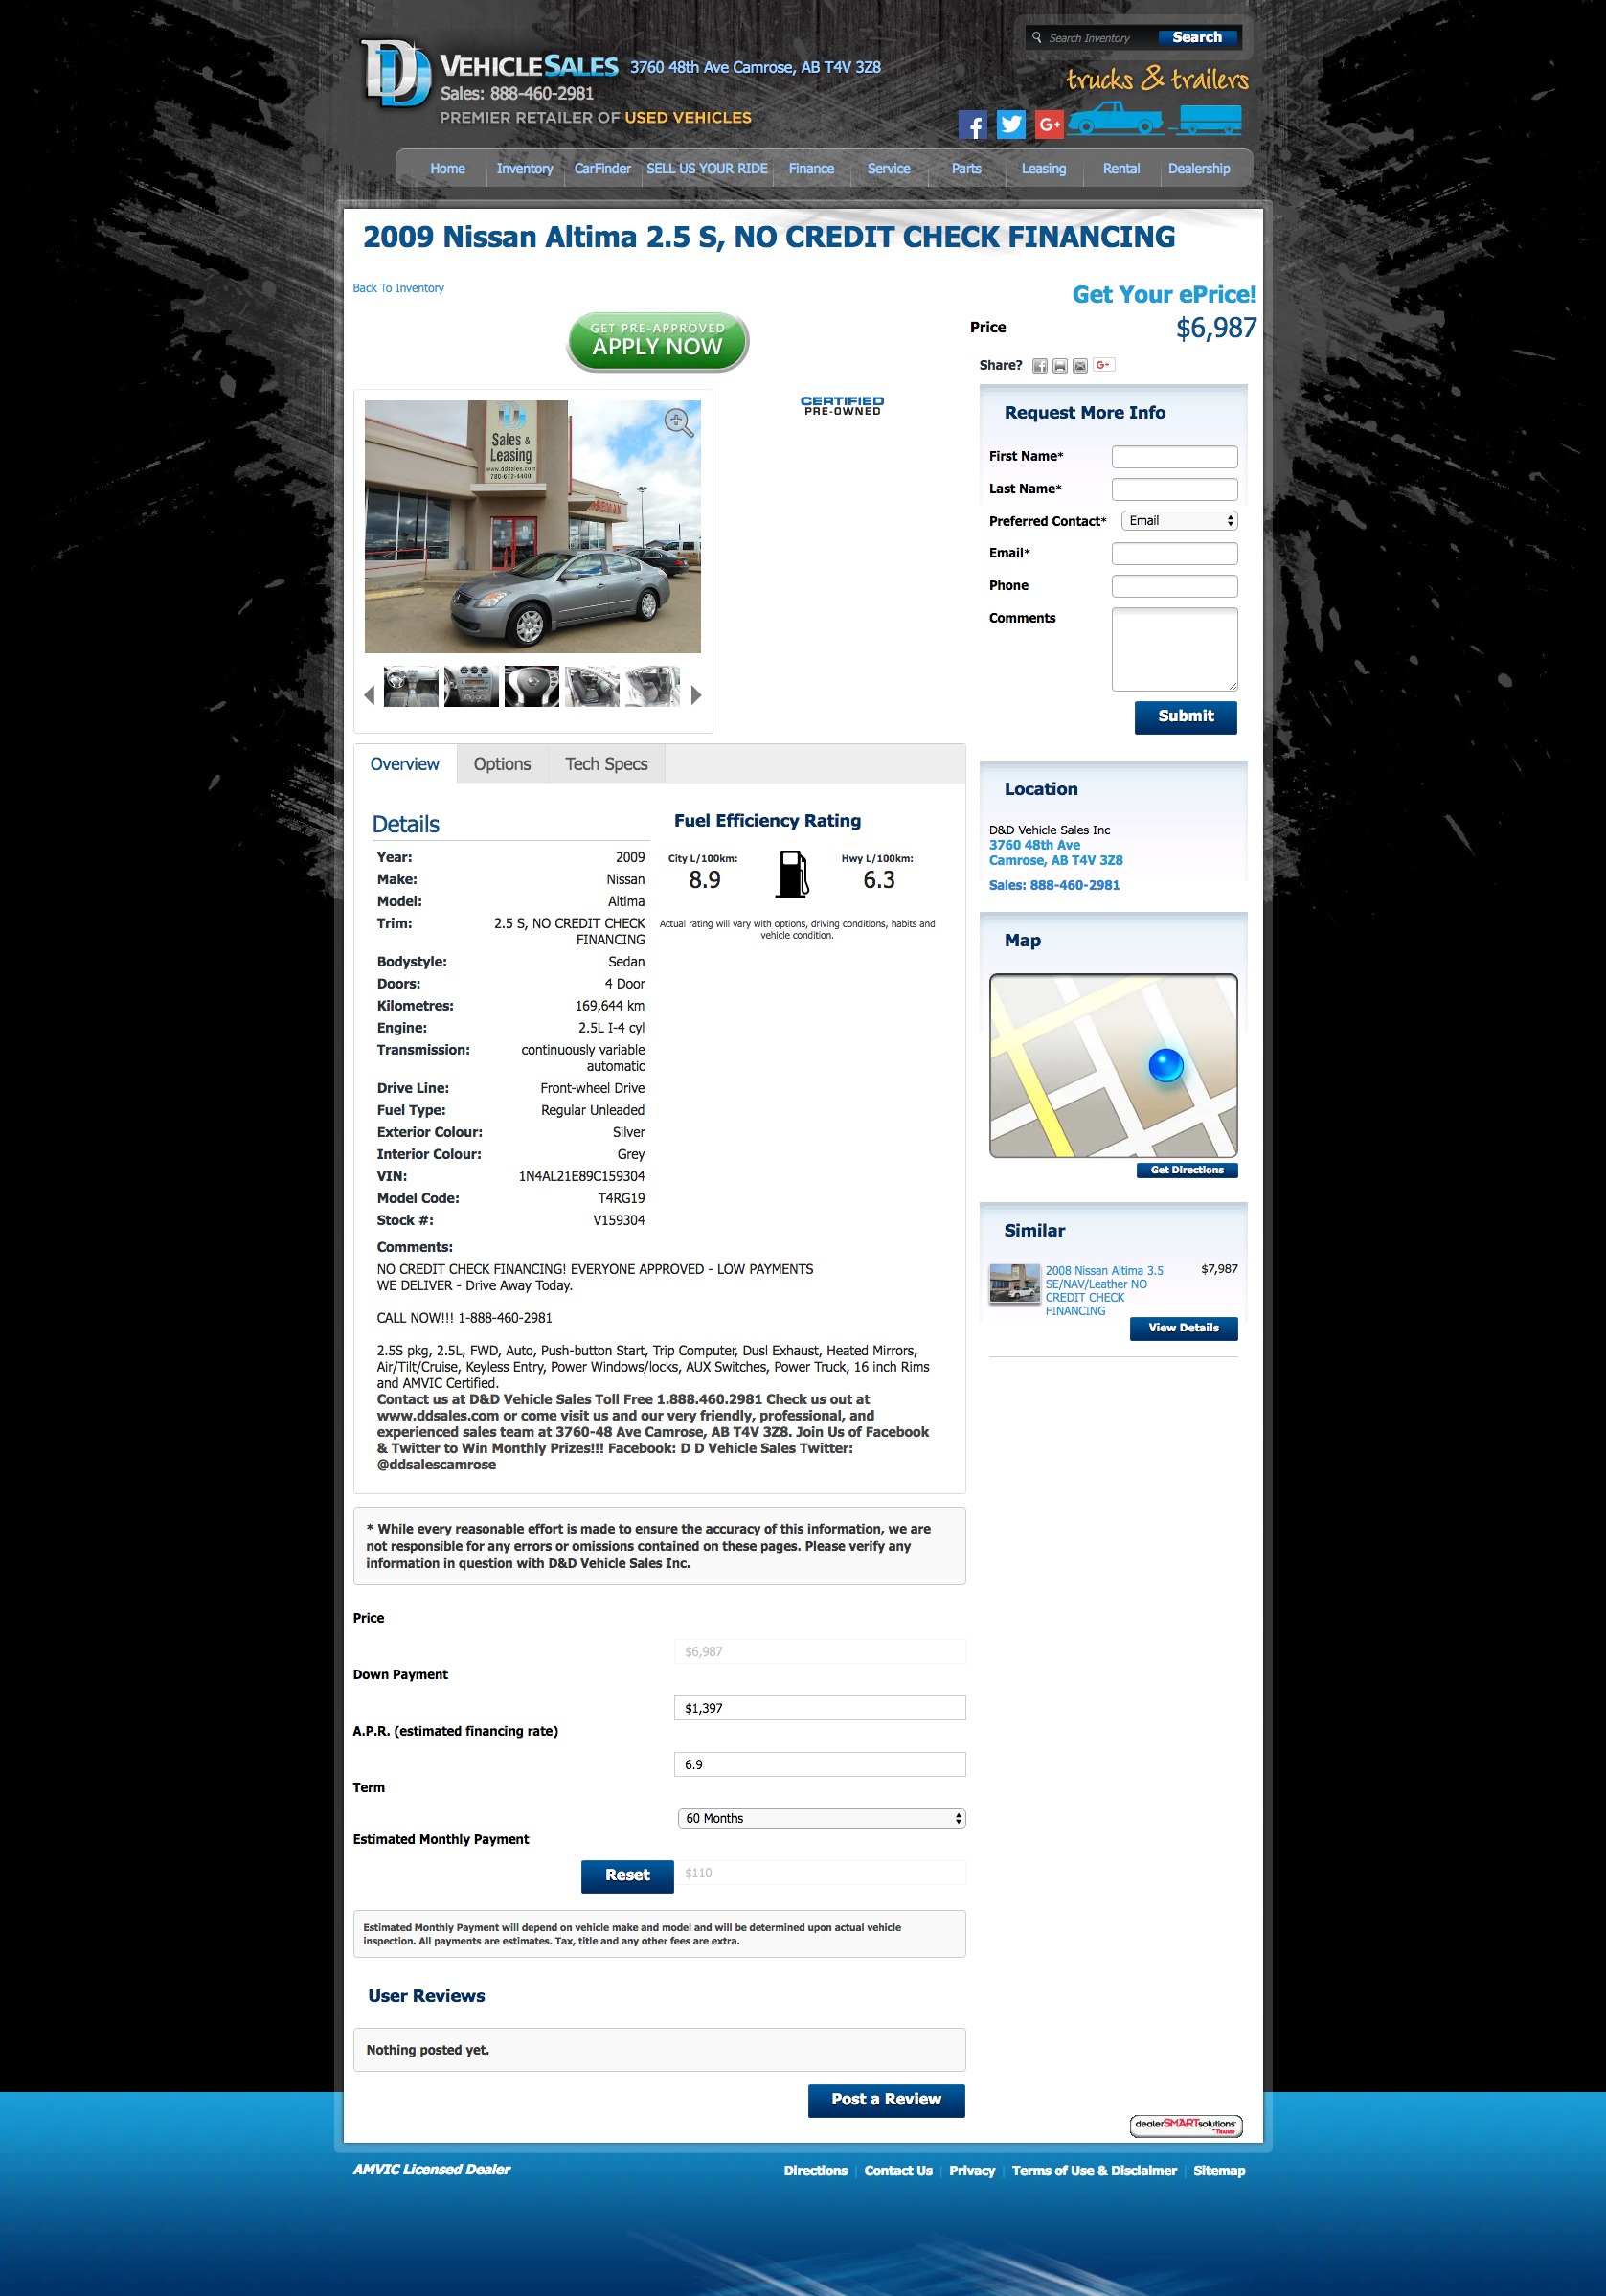 Search Inventory
Search
DD VEHICLESALES 3760 48th Ave Camrose, AB T4V 3Z8
Sales: 888-460-2981
PREMIER RETAILER OF USED VEHICLES
trucks & trailers
Home Inventory CarFinder SELL US YOUR RIDE Finance Service Parts Leasing Rental Dealership
2009 Nissan Altima 2.5 S, NO CREDIT CHECK FINANCING
Back To Inventory
Get Your ePrice!
GET PRE-APPROVED
APPLY NOW
Price $6,987
Share? G+
CERTIFIED
PRE-OWNED
Sales &
Leasing
www.ddsales.com
780-672-4400
Request More Info
First Name*
Last Name*
Preferred Contact* Email
Email*
Phone
Comments
Submit
Overview Options Tech Specs
Details
Year: 2009
Make: Nissan
Model: Altima
Trim: 2.5 S, NO CREDIT CHECK
FINANCING
Bodystyle: Sedan
Doors: 4 Door
Kilometres: 169,644 km
Engine: 2.5L I-4 cyl
Transmission: continuously variable
automatic
Drive Line: Front-wheel Drive
Fuel Type: Regular Unleaded
Exterior Colour: Silver
Interior Colour: Grey
VIN: 1N4AL21E89C159304
Model Code: T4RG19
Stock #: V159304
Fuel Efficiency Rating
City L/100km: Hwy L/100km:
8.9 6.3
Actual rating will vary with options, driving conditions, habits and
vehicle condition.
Comments:
NO CREDIT CHECK FINANCING! EVERYONE APPROVED - LOW PAYMENTS
WE DELIVER - Drive Away Today.
CALL NOW!!! 1-888-460-2981
2.5S pkg, 2.5L, FWD, Auto, Push-button Start, Trip Computer, Dusl Exhaust, Heated Mirrors,
Air/Tilt/Cruise, Keyless Entry, Power Windows/locks, AUX Switches, Power Truck, 16 inch Rims
and AMVIC Certified.
Contact us at D&D Vehicle Sales Toll Free 1.888.460.2981 Check us out at
www.ddsales.com or come visit us and our very friendly, professional, and
experienced sales team at 3760-48 Ave Camrose, AB T4V 3Z8. Join Us of Facebook
& Twitter to Win Monthly Prizes!!! Facebook: D D Vehicle Sales Twitter:
@ddsalescamrose
Location
D&D Vehicle Sales Inc
3760 48th Ave
Camrose, AB T4V 3Z8
Sales: 888-460-2981
Map
Get Directions
Similar
2008 Nissan Altima 3.5 $7,987
SE/NAV/Leather NO
CREDIT CHECK
FINANCING
View Details
* While every reasonable effort is made to ensure the accuracy of this information, we are
not responsible for any errors or omissions contained on these pages. Please verify any
information in question with D&D Vehicle Sales Inc.
Price
$6,987
Down Payment
$1,397
A.P.R. (estimated financing rate)
6.9
Term
60 Months
Estimated Monthly Payment
Reset $110
Estimated Monthly Payment will depend on vehicle make and model and will be determined upon actual vehicle
inspection. All payments are estimates. Tax, title and any other fees are extra.
User Reviews
Nothing posted yet.
Post a Review
dealerSMARTsolutions
AMVIC Licensed Dealer
Directions Contact Us Privacy Terms of Use & Disclaimer Sitemap